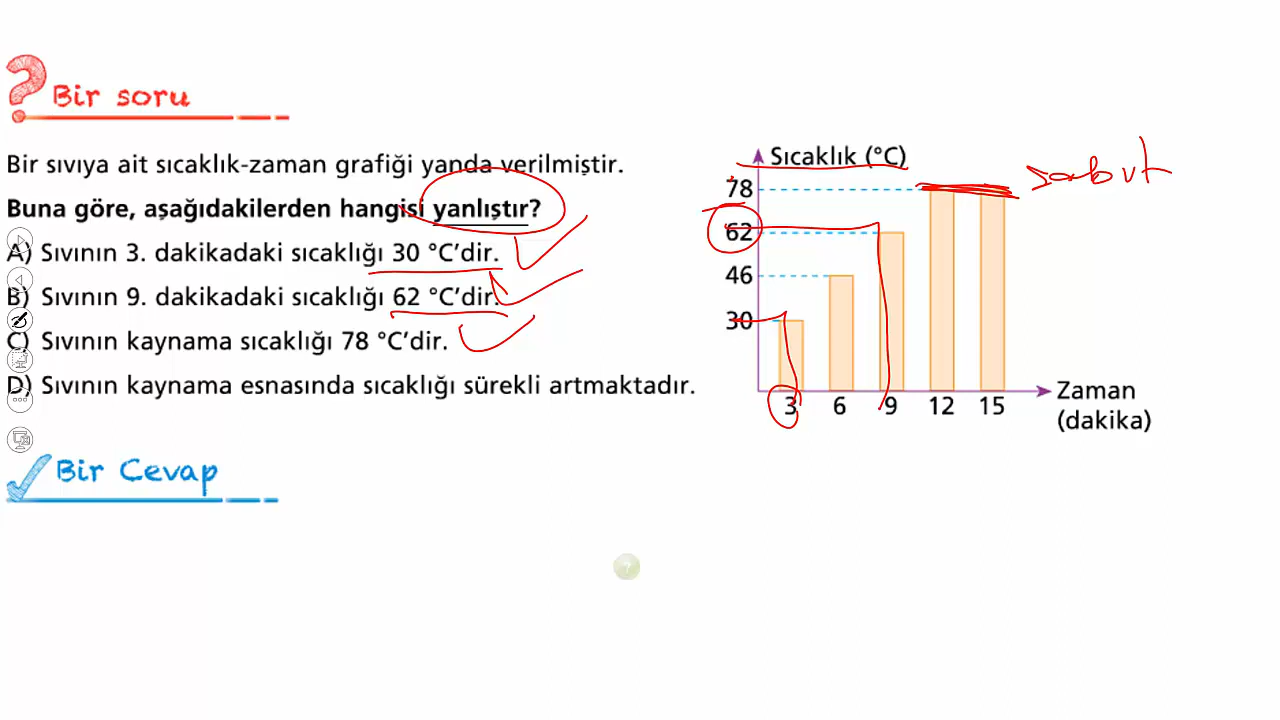 Bir soru
Bir sıvıya ait sıcaklık-zaman grafiği yanda verilmiştir.
Buna göre, aşağıdakilerden hangisi yanlıştır?
A) Sıvının 3. dakikadaki sıcaklığı 30 °C'dir.
B) Sıvının 9. dakikadaki sıcaklığı 62 °C'dir.
C) Sıvının kaynama sıcaklığı 78 °C'dir.
D) Sıvının kaynama esnasında sıcaklığı sürekli artmaktadır.
Sıcaklık (°C)
78
sabit
62
46
30
3 6 9 12 15
Zaman
(dakika)
Bir Cevap